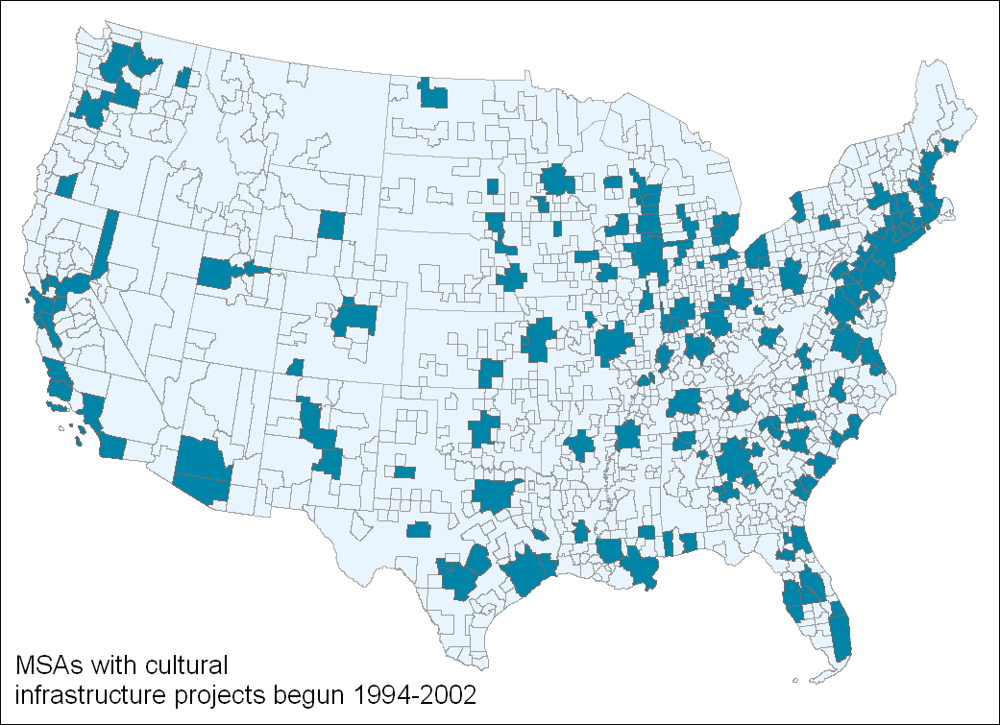 MSAs with cultural
infrastructure projects begun 1994-2002